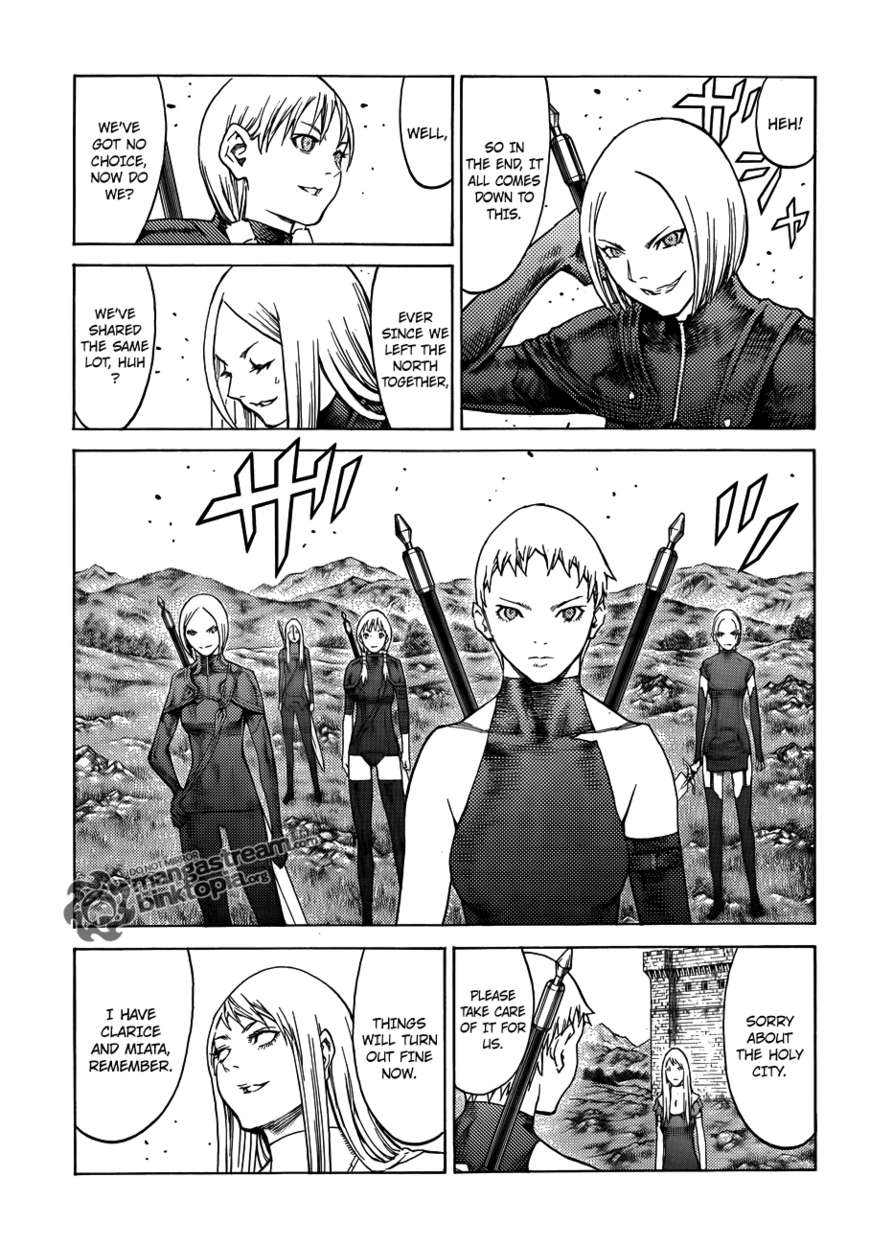 HEH!
SO IN
THE END, IT
ALL COMES
DOWN TO
THIS.
WELL,
WE'VE
GOT NO
CHOICE,
NOW DO
WE?
EVER
SINCE WE
LEFT THE
NORTH
TOGETHER,
WE'VE
SHARED
THE SAME
LOT, HUH
?
DO NOT MIRROR
mangastream.com
binktopia.org
SORRY
ABOUT
THE HOLY
CITY.
PLEASE
TAKE CARE
OF IT FOR
US.
THINGS
WILL TURN
OUT FINE
NOW.
I HAVE
CLARICE
AND MIATA,
REMEMBER.